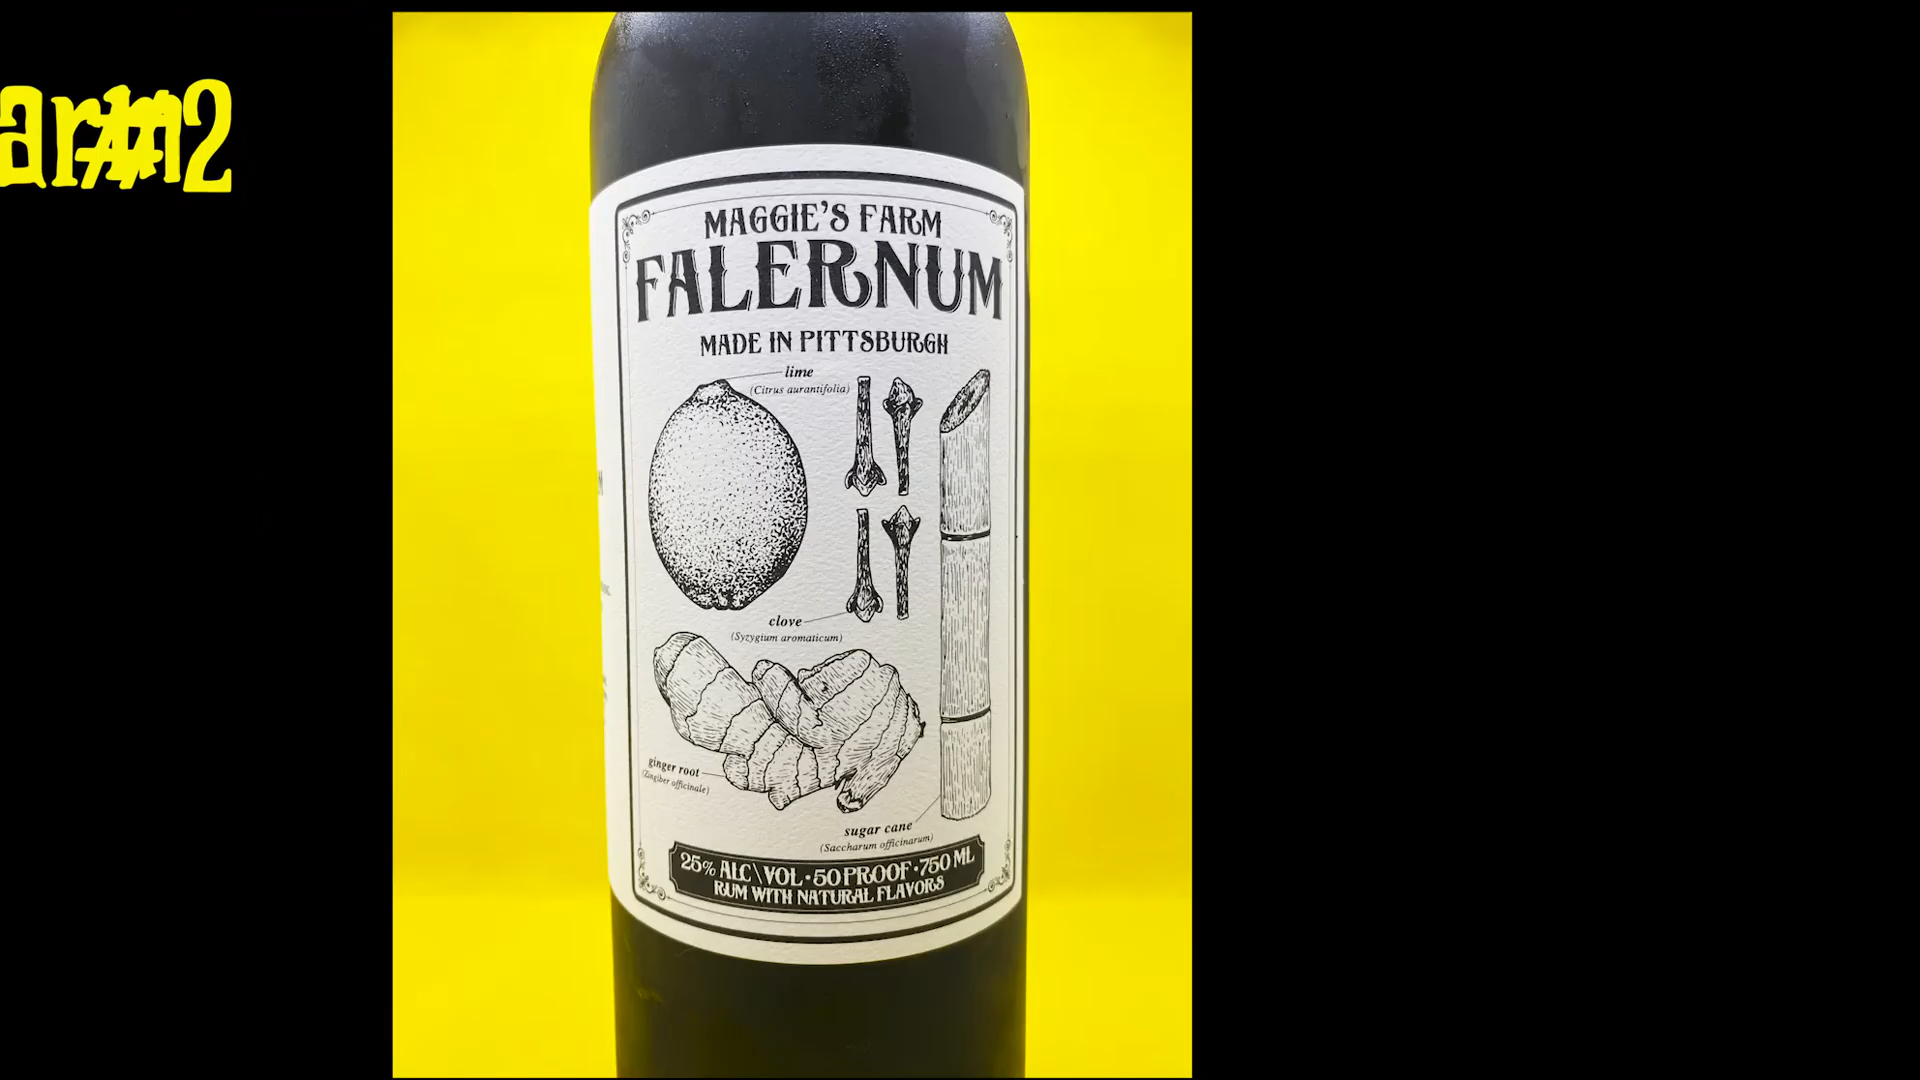 MAGGIE'S FARM
FALERNUM
MADE IN PITTSBURGH
lime
(Citrus aurantifolia)
clove
(Syzygium aromaticum)
ginger root
(Zingiber officinale)
sugar cane
(Saccharum officinarum)
25% ALC\VOL • 50 PROOF • 750 ML
RUM WITH NATURAL FLAVORS